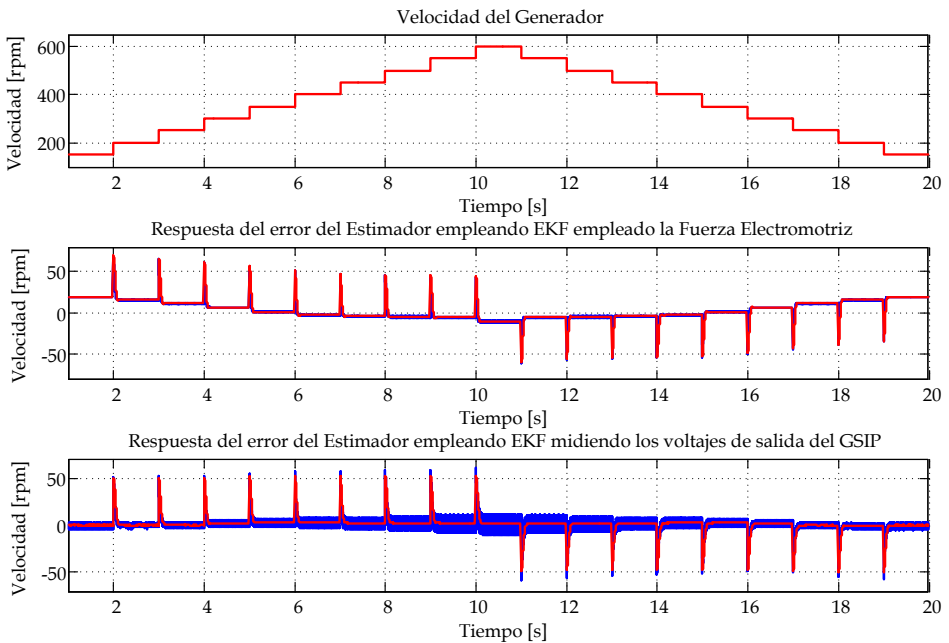 Velocidad del Generador
Velocidad [rpm]
600
400
200
2 4 6 8 10 12 14 16 18 20
Tiempo [s]
Respuesta del error del Estimador empleando EKF empleado la Fuerza Electromotriz
Velocidad [rpm]
50
0
-50
2 4 6 8 10 12 14 16 18 20
Tiempo [s]
Respuesta del error del Estimador empleando EKF midiendo los voltajes de salida del GSIP
Velocidad [rpm]
50
0
-50
2 4 6 8 10 12 14 16 18 20
Tiempo [s]